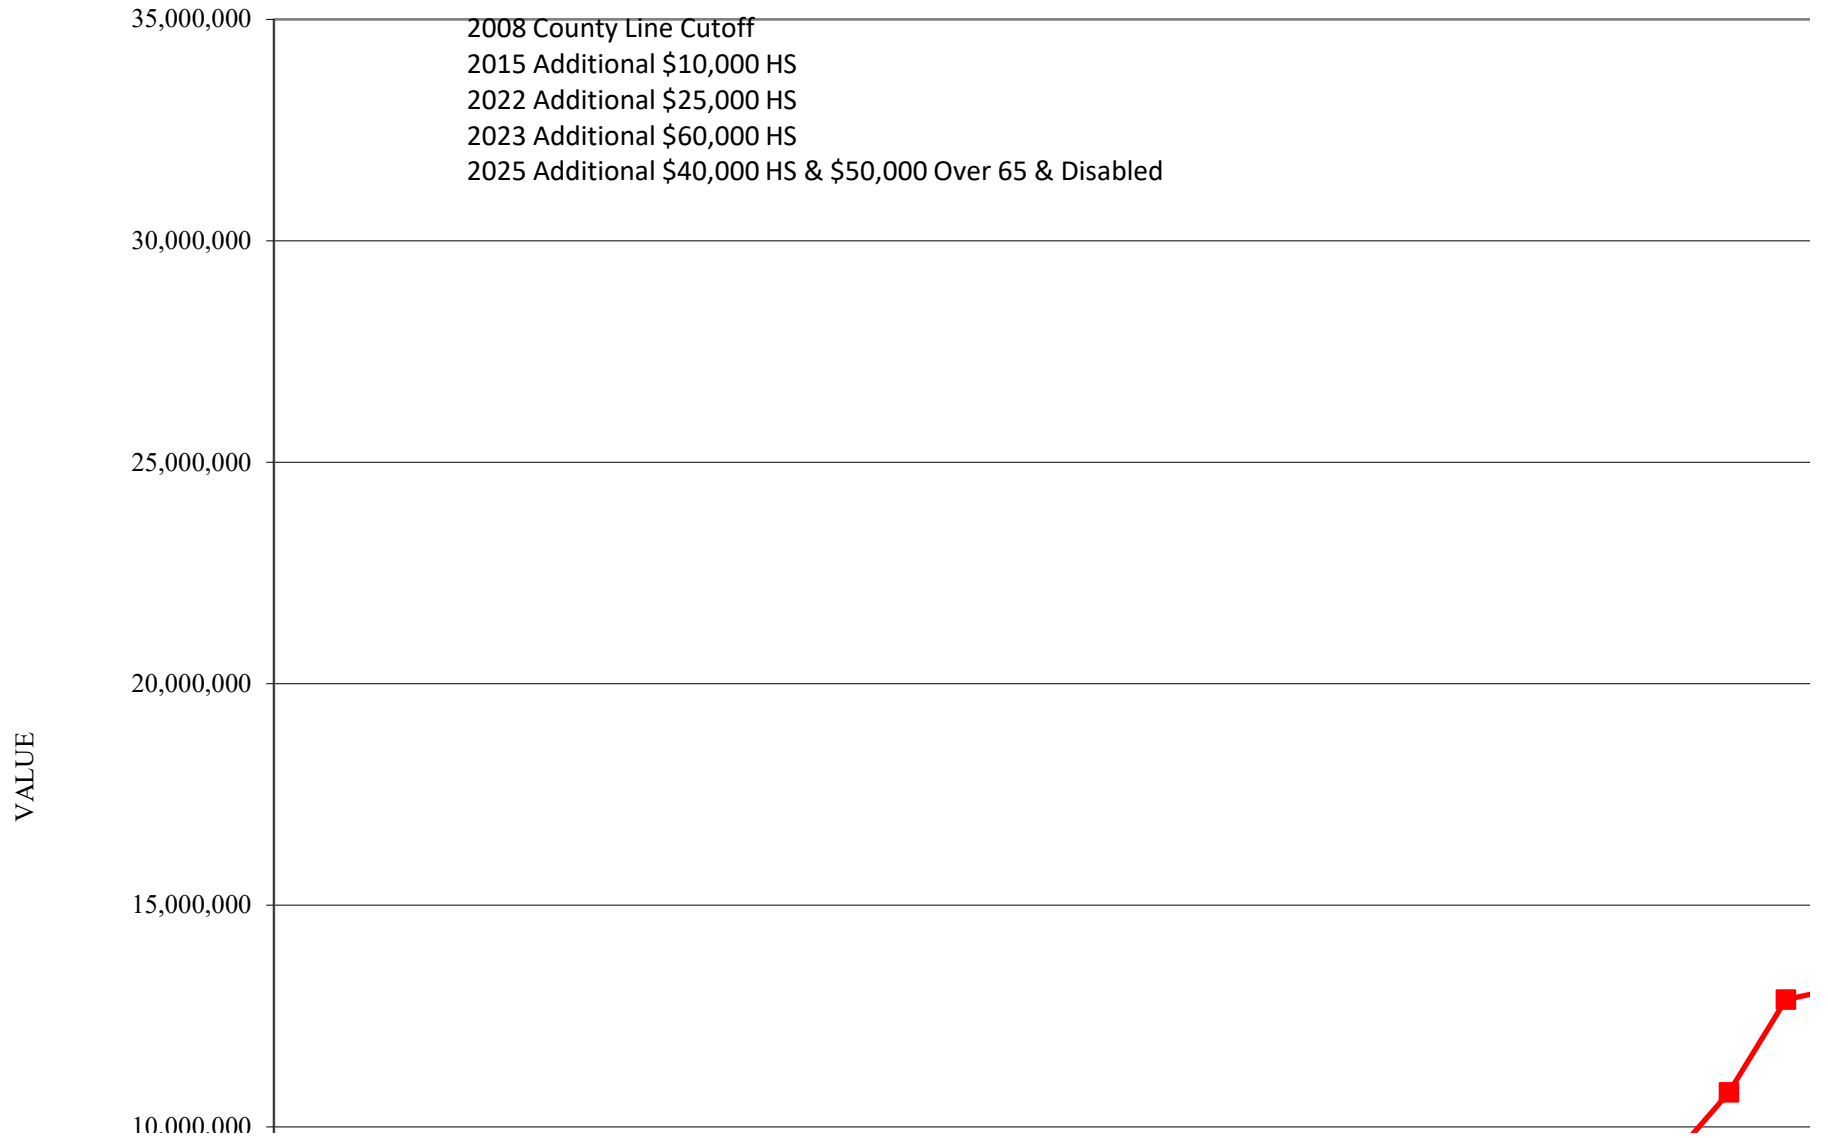 35,000,000
2008 County Line Cutoff
2015 Additional $10,000 HS
2022 Additional $25,000 HS
2023 Additional $60,000 HS
2025 Additional $40,000 HS & $50,000 Over 65 & Disabled
30,000,000
25,000,000
20,000,000
VALUE
15,000,000
10,000,000